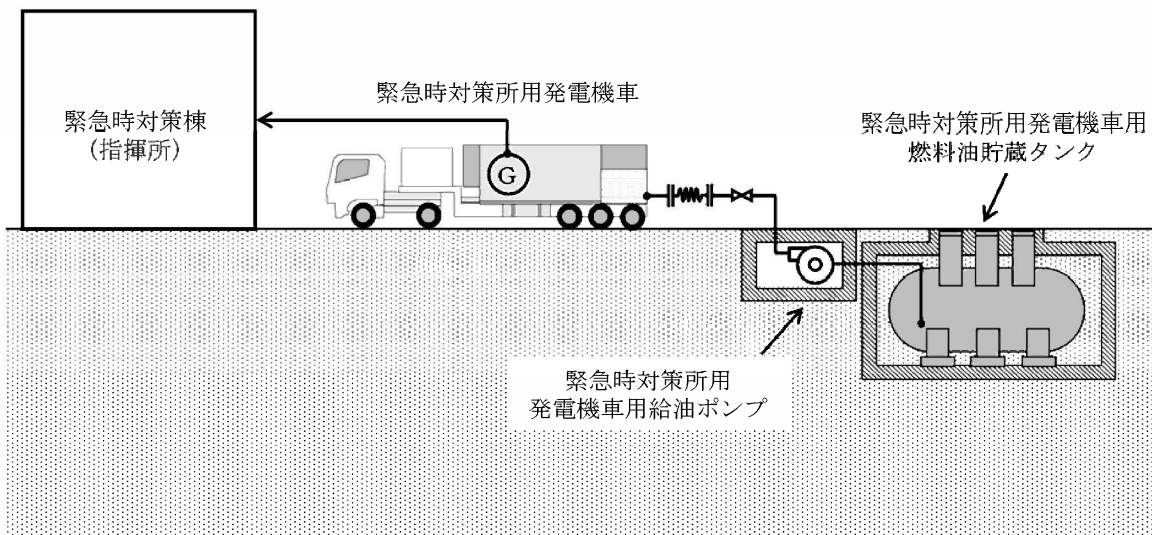 緊急時対策棟
(指揮所)
緊急時対策所用発電機車
G
緊急時対策所用発電機車用
燃料油貯蔵タンク
緊急時対策所用
発電機車用給油ポンプ